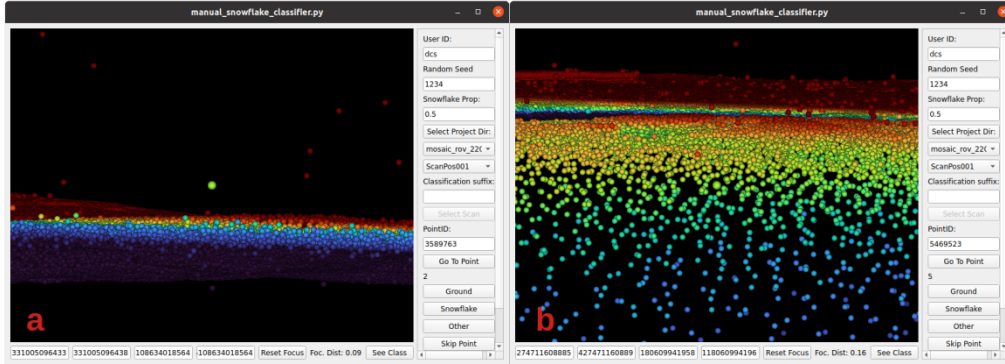 manual_snowflake_classifier.py
User ID:
dcs
Random Seed
1234
Snowflake Prop:
0.5
Select Project Dir:
mosaic_rov_220
ScanPos001
Classification suffix:
Select Scan
PointID:
3589763
Go To Point
2
Ground
Snowflake
Other
Skip Point
a
331005096433 331005096438 108634018564 108634018564 Reset Focus Foc. Dist: 0.09 See Class
manual_snowflake_classifier.py
User ID:
dcs
Random Seed
1234
Snowflake Prop:
0.5
Select Project Dir:
mosaic_rov_220
ScanPos001
Classification suffix:
Select Scan
PointID:
5469523
Go To Point
5
Ground
Snowflake
Other
Skip Point
b
274711608885 427471160889 180609941958 118060994196 Reset Focus Foc. Dist: 0.16 See Class